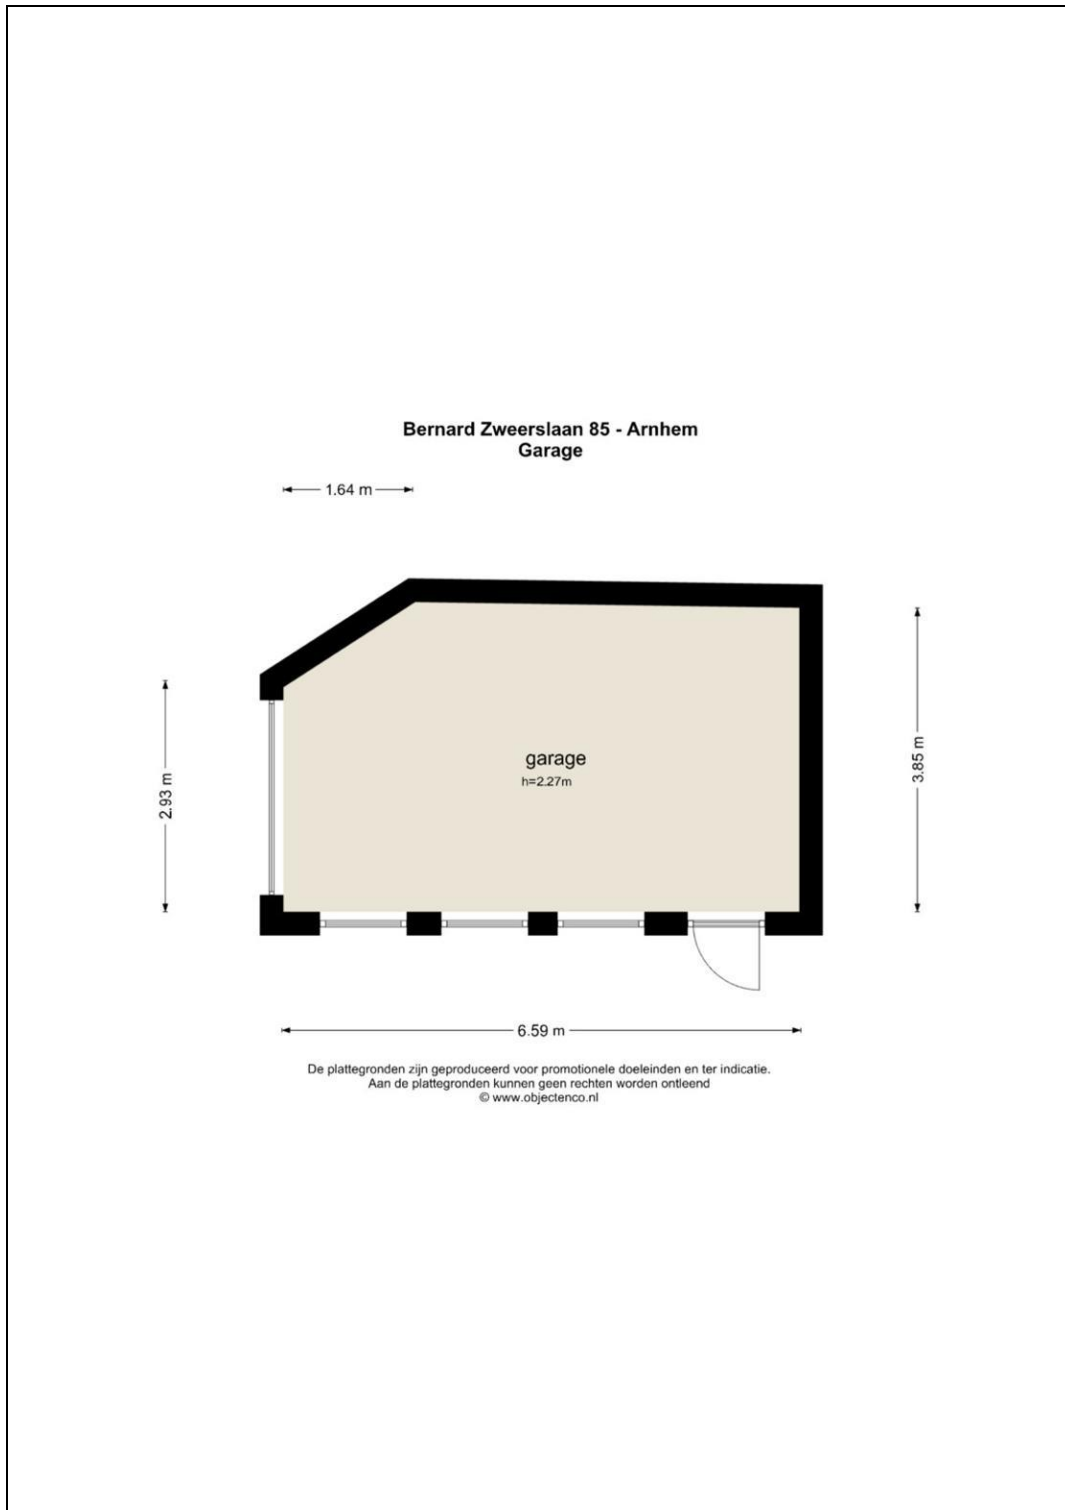 Bernard Zweerslaan 85 - Arnhem
Garage
1.64 m
2.93 m
garage
h=2.27m
3.85 m
6.59 m
De plattegronden zijn geproduceerd voor promotionele doeleinden en ter indicatie.
Aan de plattegronden kunnen geen rechten worden ontleend
© www.objectenco.nl